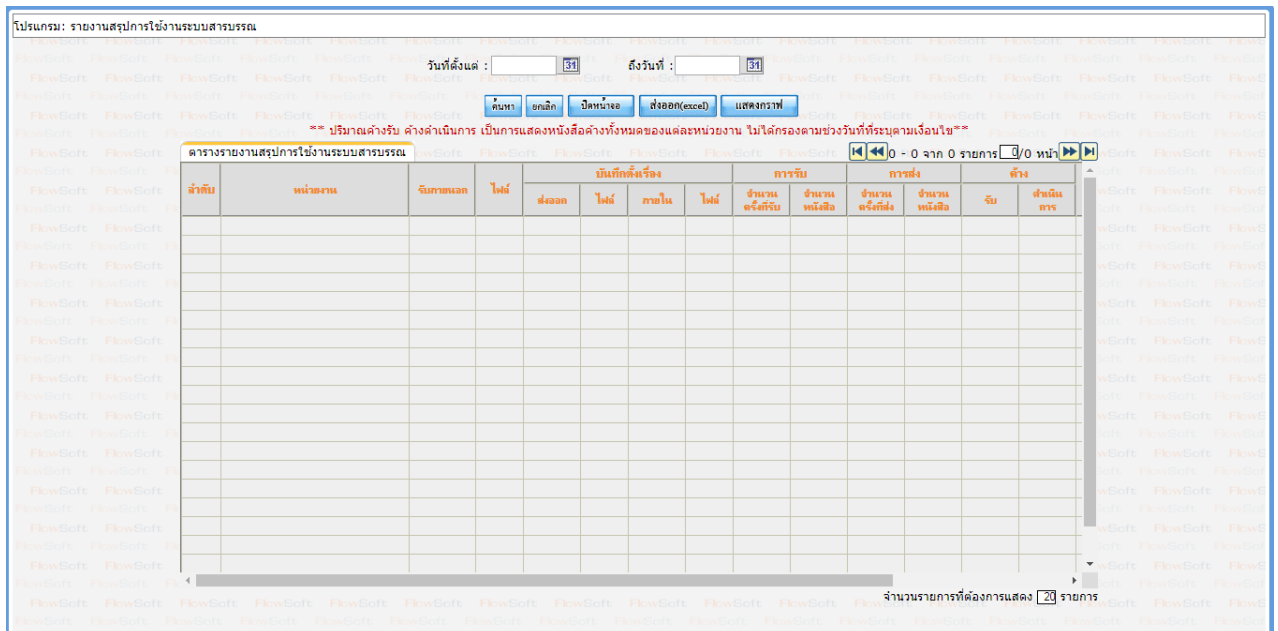 โปรแกรม: รายงานสรุปการใช้งานระบบสารบรรณ
วันที่ตั้งแต่ : 31 ถึงวันที่ : 31
ค้นหา ยกเลิก ปิดหน้าจอ ส่งออก(excel) แสดงกราฟ
** ปริมาณค้างรับ ค้างดำเนินการ เป็นการแสดงหนังสือค้างทั้งหมดของแต่ละหน่วยงาน ไม่ได้กรองตามช่วงวันที่ที่ระบุตามเงื่อนไข**
ตารางรายงานสรุปการใช้งานระบบสารบรรณ 0 - 0 จาก 0 รายการ 0/0 หน้า
ลำดับ หน่วยงาน รับภายนอก ไฟล์ บันทึกตั้งเรื่อง การรับ การส่ง ค้าง
ส่งออก ไฟล์ ภายใน ไฟล์ จำนวนครั้งที่รับ จำนวนหนังสือ จำนวนครั้งที่ส่ง จำนวนหนังสือ รับ ดำเนินการ
จำนวนรายการที่ต้องการแสดง 20 รายการ
FlowSoft